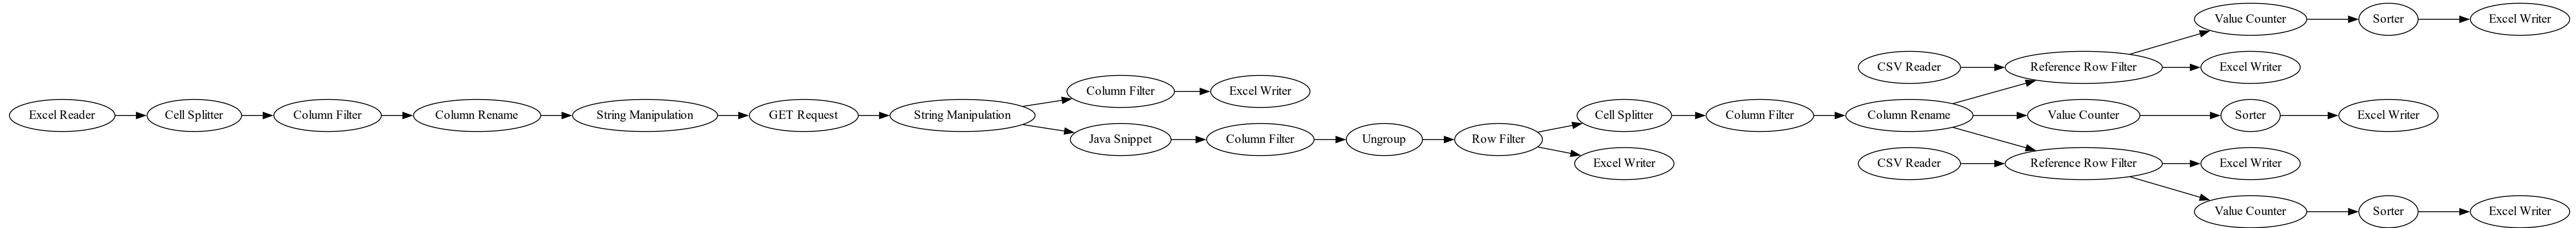 Value Counter
Sorter
Excel Writer
CSV Reader
Reference Row Filter
Excel Writer
Column Filter
Excel Writer
Excel Reader
Cell Splitter
Column Filter
Column Rename
String Manipulation
GET Request
String Manipulation
Cell Splitter
Column Filter
Column Rename
Value Counter
Sorter
Excel Writer
Java Snippet
Column Filter
Ungroup
Row Filter
Excel Writer
CSV Reader
Reference Row Filter
Excel Writer
Value Counter
Sorter
Excel Writer